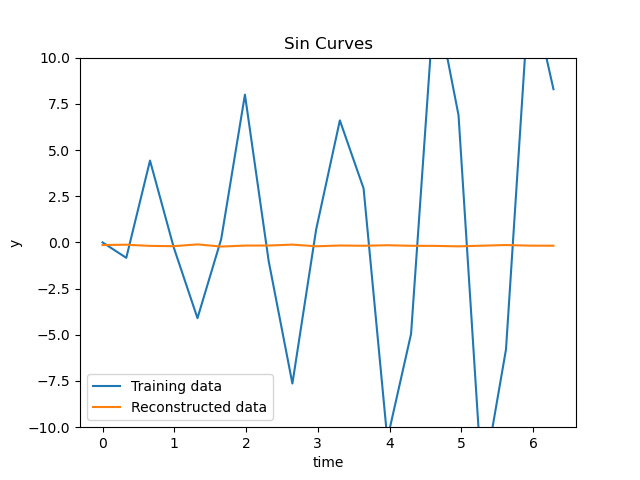 Sin Curves
10.0
7.5
5.0
2.5
0.0
−2.5
−5.0
−7.5
−10.0
y
Training data
Reconstructed data
0 1 2 3 4 5 6
time